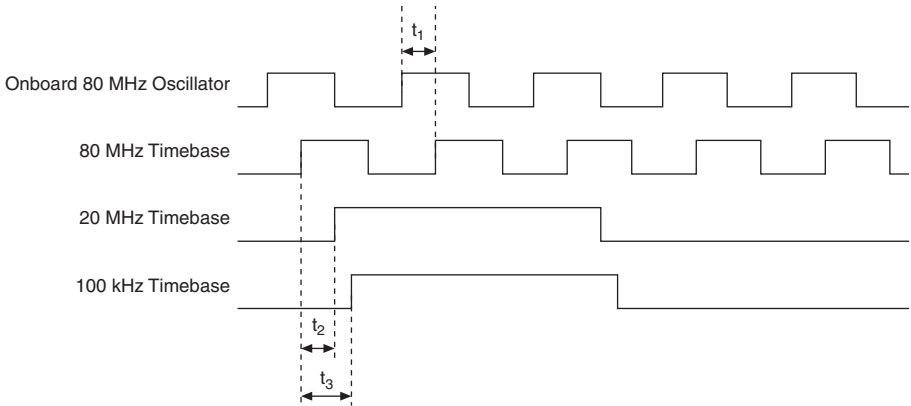 t₁
Onboard 80 MHz Oscillator
80 MHz Timebase
20 MHz Timebase
100 kHz Timebase
t₂
t₃